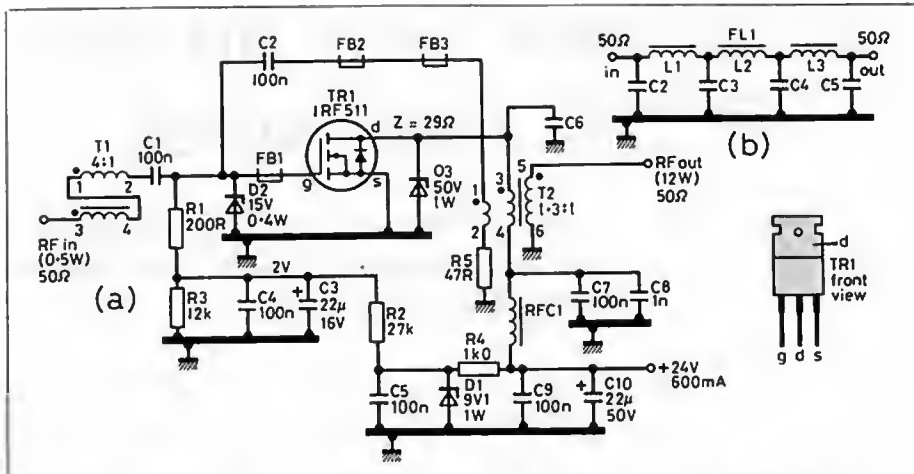 C2
100n
FB2
FB3
TR1
IRF511
d
Z = 29Ω
C6
T1
4:1
C1
100n
1
2
3
4
RF in
(0·5W)
50Ω
FB1
g
s
D2
15V
0·4W
O3
50V
1W
R1
200R
(a)
R3
12k
2V
C4
100n
+
C3
22µ
16V
R2
27k
1
2
R5
47R
3
4
5
6
T2
1·3:1
RF out
(12W)
50Ω
RFC1
C7
100n
C8
1n
R4
1k0
C5
100n
D1
9V1
1W
C9
100n
+
C10
22µ
50V
+24V
600mA
50Ω
in
L1
FL1
L2
L3
50Ω
out
C2
C3
C4
C5
(b)
d
TR1
front
view
g d s